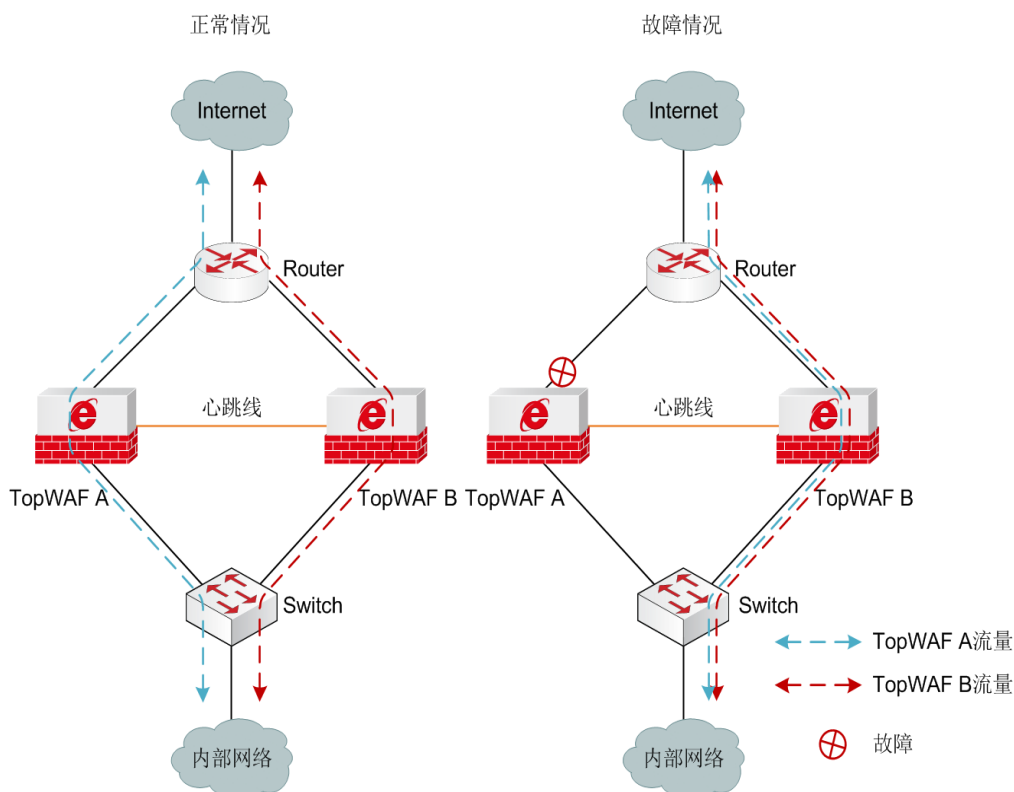 正常情况
故障情况
Internet
Internet
Router
Router
心跳线
心跳线
TopWAF A
TopWAF B
TopWAF A
TopWAF B
Switch
Switch
TopWAF A流量
TopWAF B流量
故障
内部网络
内部网络